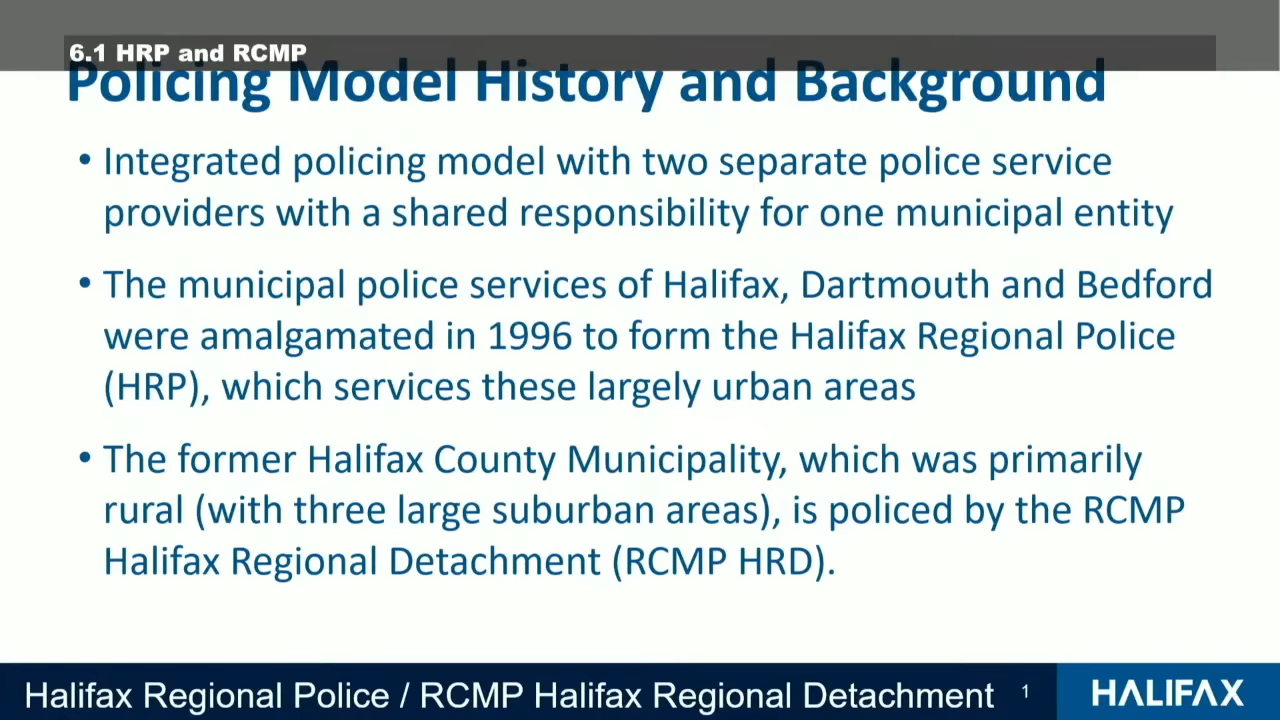 6.1 HRP and RCMP
Policing Model History and Background
• Integrated policing model with two separate police service
providers with a shared responsibility for one municipal entity
• The municipal police services of Halifax, Dartmouth and Bedford
were amalgamated in 1996 to form the Halifax Regional Police
(HRP), which services these largely urban areas
• The former Halifax County Municipality, which was primarily
rural (with three large suburban areas), is policed by the RCMP
Halifax Regional Detachment (RCMP HRD).
Halifax Regional Police / RCMP Halifax Regional Detachment 1 HALIFAX